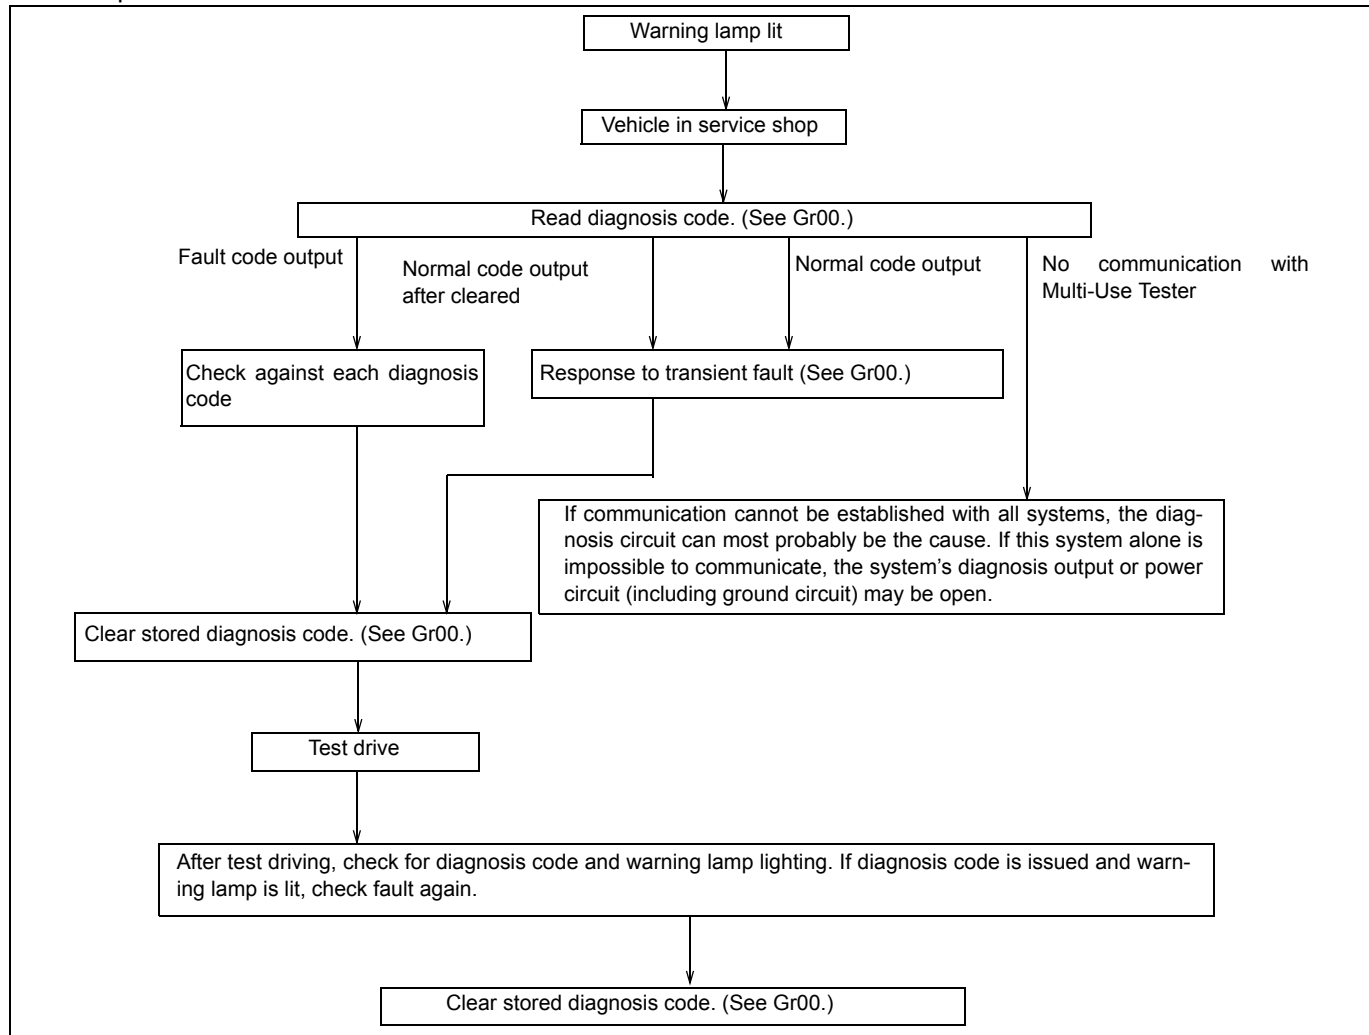 Warning lamp lit
Vehicle in service shop
Read diagnosis code. (See Gr00.)
Fault code output
Normal code output
after cleared
Normal code output
No communication with
Multi-Use Tester
Check against each diagnosis
code
Response to transient fault (See Gr00.)
If communication cannot be established with all systems, the diag-
nosis circuit can most probably be the cause. If this system alone is
impossible to communicate, the system's diagnosis output or power
circuit (including ground circuit) may be open.
Clear stored diagnosis code. (See Gr00.)
Test drive
After test driving, check for diagnosis code and warning lamp lighting. If diagnosis code is issued and warn-
ing lamp is lit, check fault again.
Clear stored diagnosis code. (See Gr00.)